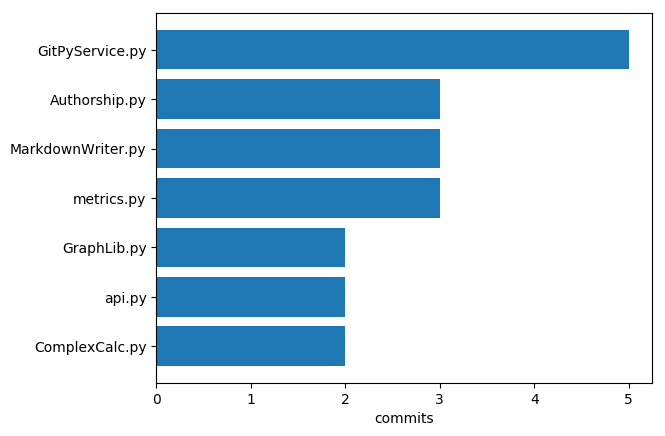 GitPyService.py
Authorship.py
MarkdownWriter.py
metrics.py
GraphLib.py
api.py
ComplexCalc.py
0 1 2 3 4 5
commits